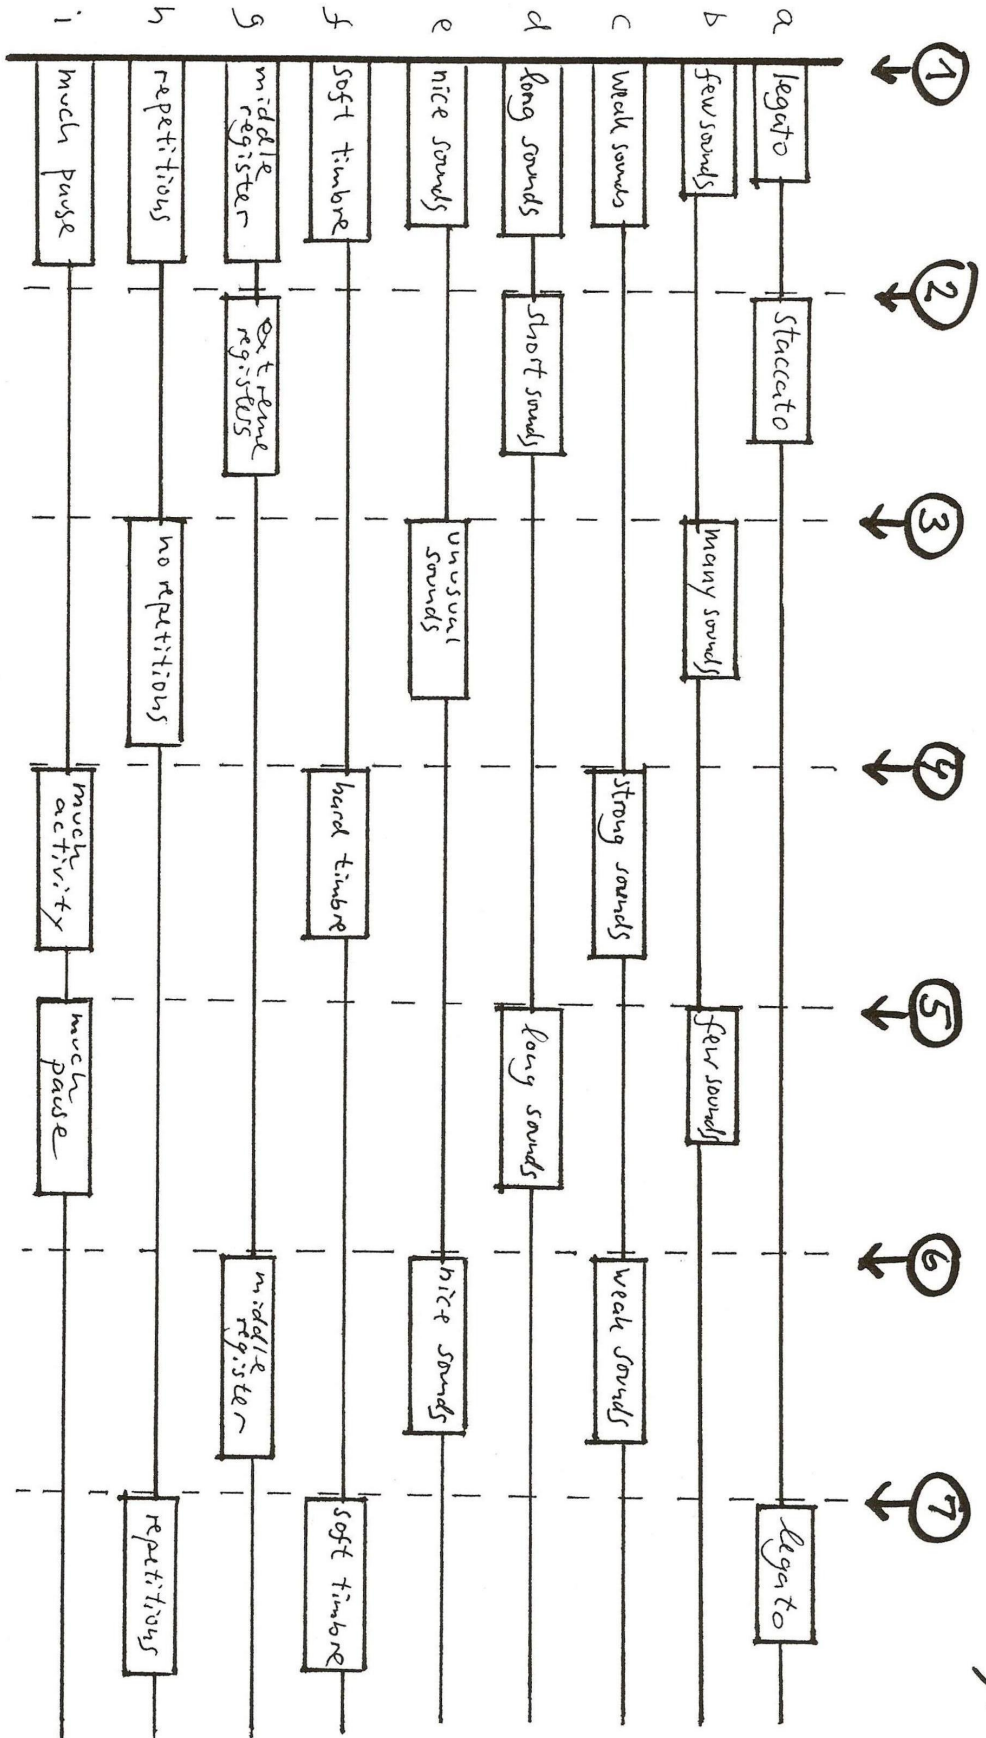 1 2 3 4 5 6 7
a legato staccato legato
b few sounds many sounds few sounds
c weak sounds strong sounds weak sounds
d long sounds short sounds long sounds
e nice sounds unusual sounds nice sounds
f soft timbre hard timbre soft timbre
g middle register extreme registers middle register
h repetitions no repetitions repetitions
i much pause much activity much pause